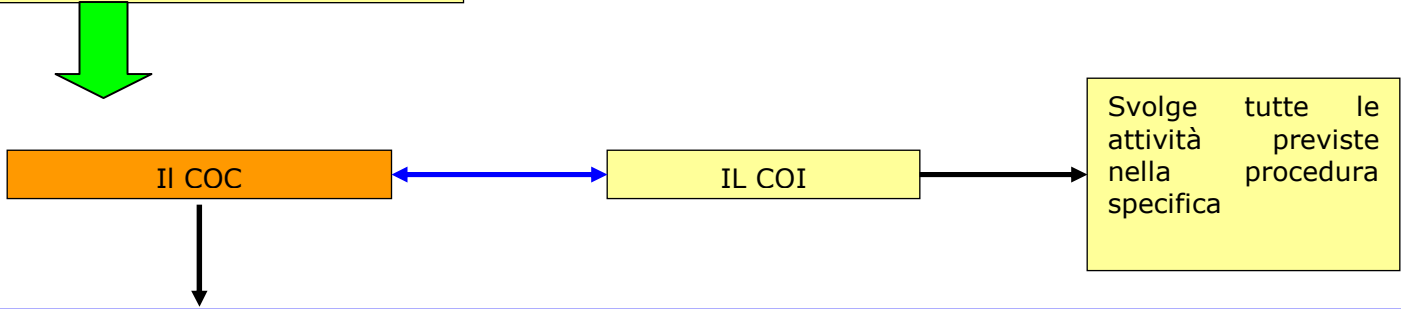 Il COC
IL COI
Svolge tutte le
attività previste
nella procedura
specifica